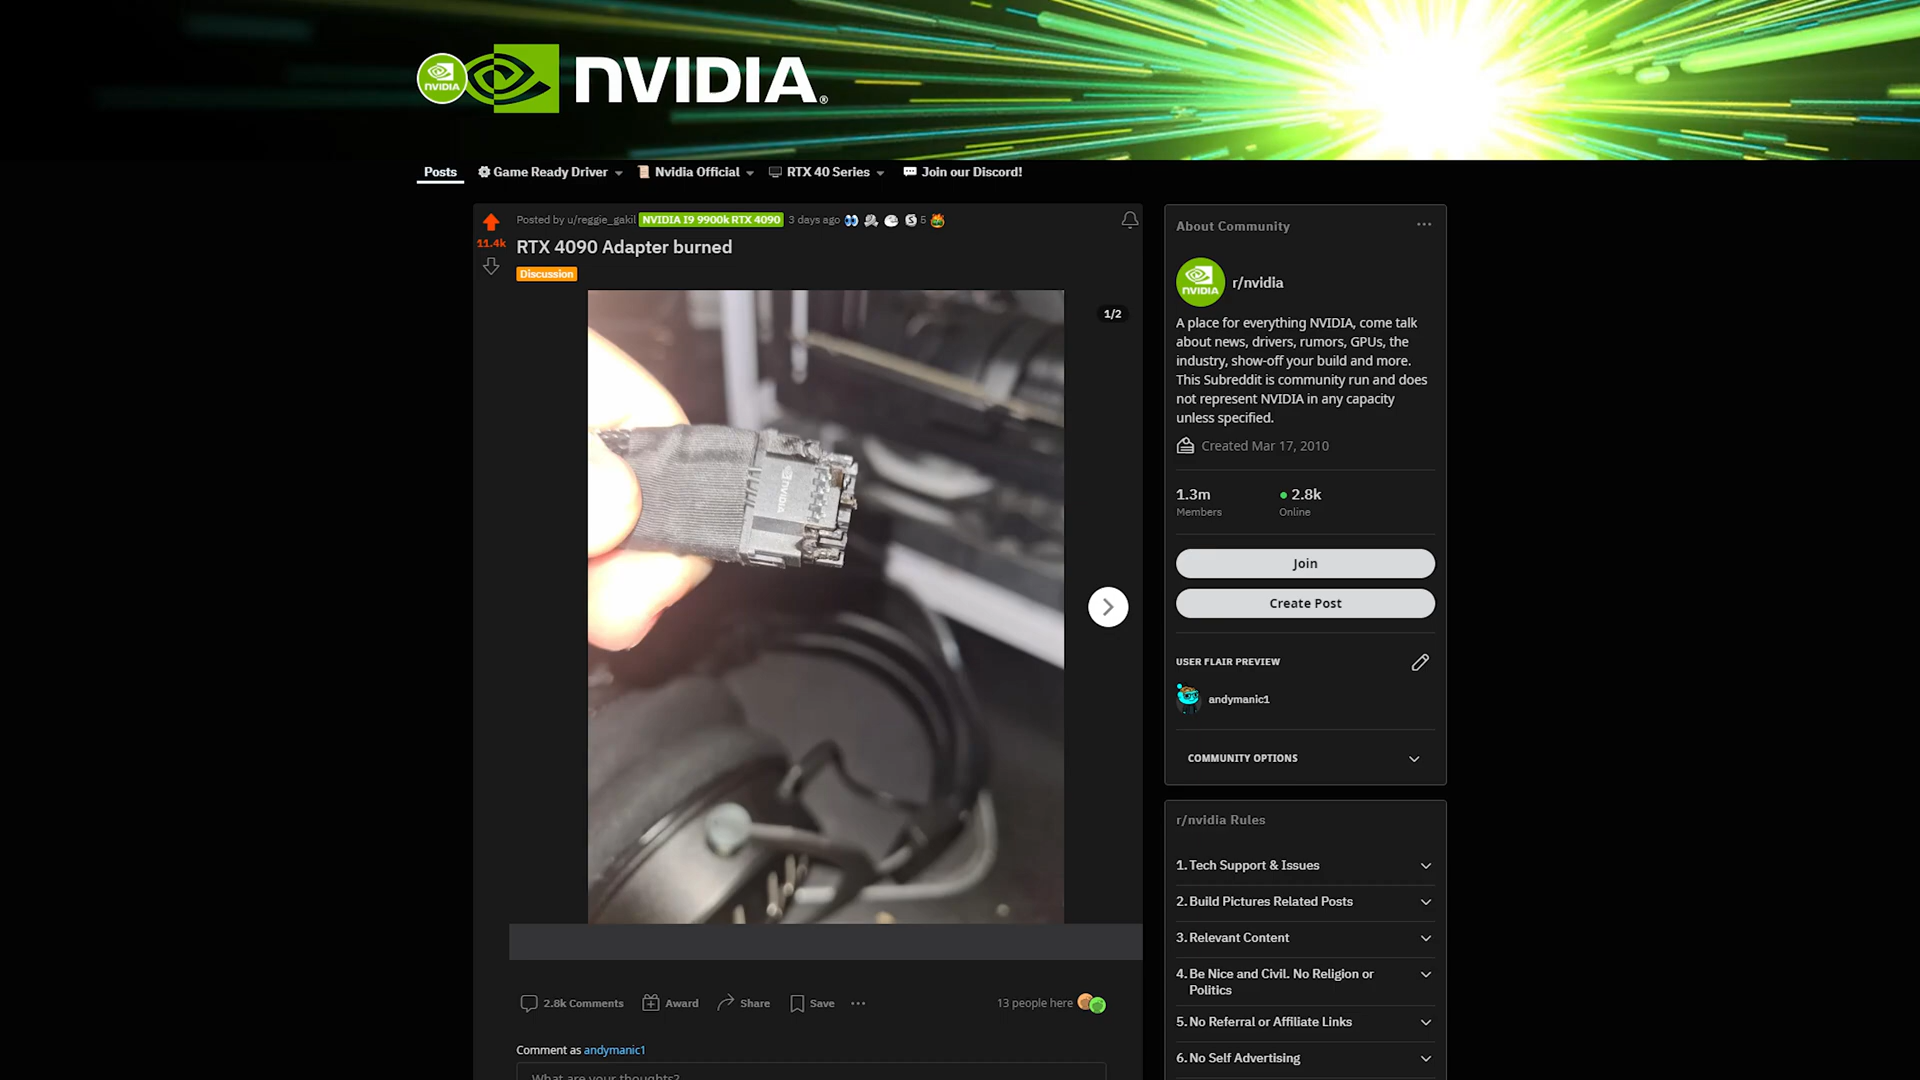 NVIDIA
NVIDIA®
Posts
Game Ready Driver
Nvidia Official
RTX 40 Series
Join our Discord!
Posted by u/reggie_gakil NVIDIA I9 9900k RTX 4090 3 days ago 5
11.4k
RTX 4090 Adapter burned
Discussion
1/2
NVIDIA
2.8k Comments
Award
Share
Save
13 people here
Comment as andymanic1
What are your thoughts?
About Community
NVIDIA
r/nvidia
A place for everything NVIDIA, come talk
about news, drivers, rumors, GPUs, the
industry, show-off your build and more.
This Subreddit is community run and does
not represent NVIDIA in any capacity
unless specified.
Created Mar 17, 2010
1.3m
Members
2.8k
Online
Join
Create Post
USER FLAIR PREVIEW
andymanic1
COMMUNITY OPTIONS
r/nvidia Rules
1. Tech Support & Issues
2. Build Pictures Related Posts
3. Relevant Content
4. Be Nice and Civil. No Religion or
Politics
5. No Referral or Affiliate Links
6. No Self Advertising